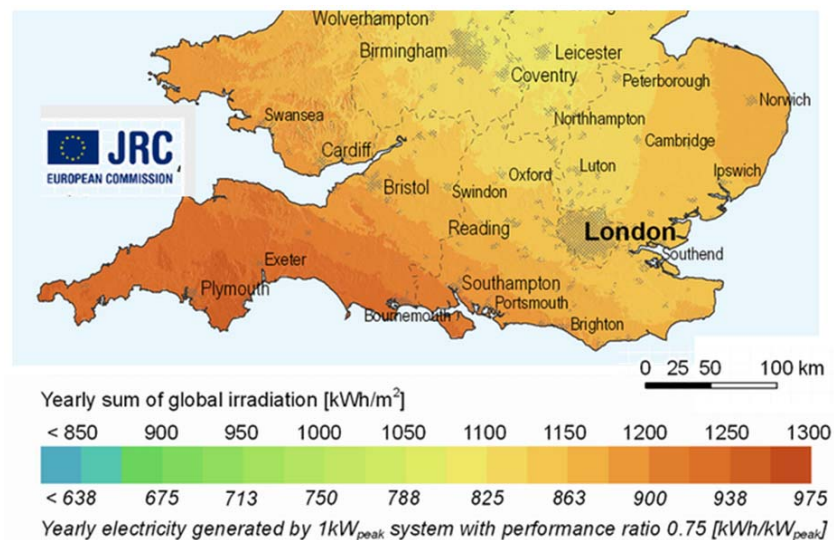 Wolverhampton
Birmingham
Leicester
Coventry
Peterborough
Norwich
Swansea
Northhampton
Cambridge
Cardiff
JRC
EUROPEAN COMMISSION
Oxford
Luton
Ipswich
Bristol
Swindon
Reading
London
Southend
Exeter
Plymouth
Southampton
Portsmouth
Bournemouth
Brighton
0 25 50 100 km
Yearly sum of global irradiation [kWh/m²]
< 850 900 950 1000 1050 1100 1150 1200 1250 1300
< 638 675 713 750 788 825 863 900 938 975
Yearly electricity generated by 1kWpeak system with performance ratio 0.75 [kWh/kWpeak]